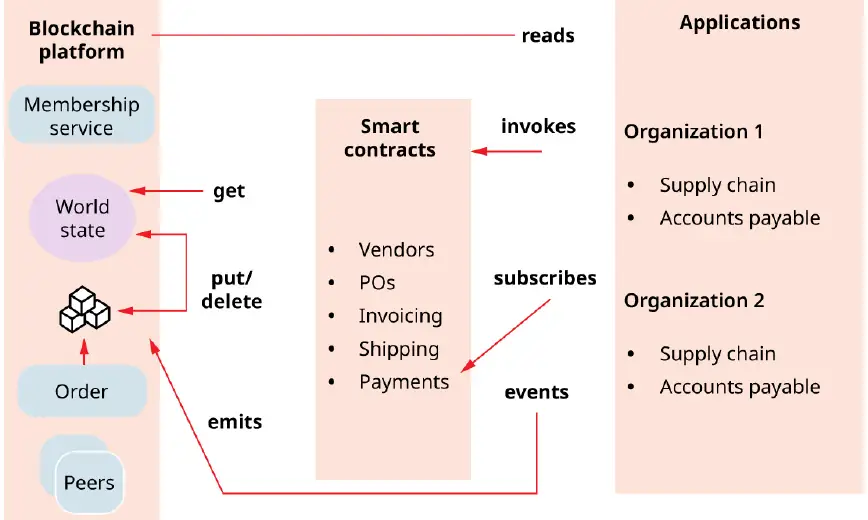 Blockchain
platform
reads
Applications
Membership
service
Smart
contracts
invokes
Organization 1
• Supply chain
• Accounts payable
get
World
state
put/
delete
• Vendors
• POs
• Invoicing
• Shipping
• Payments
subscribes
Organization 2
• Supply chain
• Accounts payable
Order
emits
events
Peers